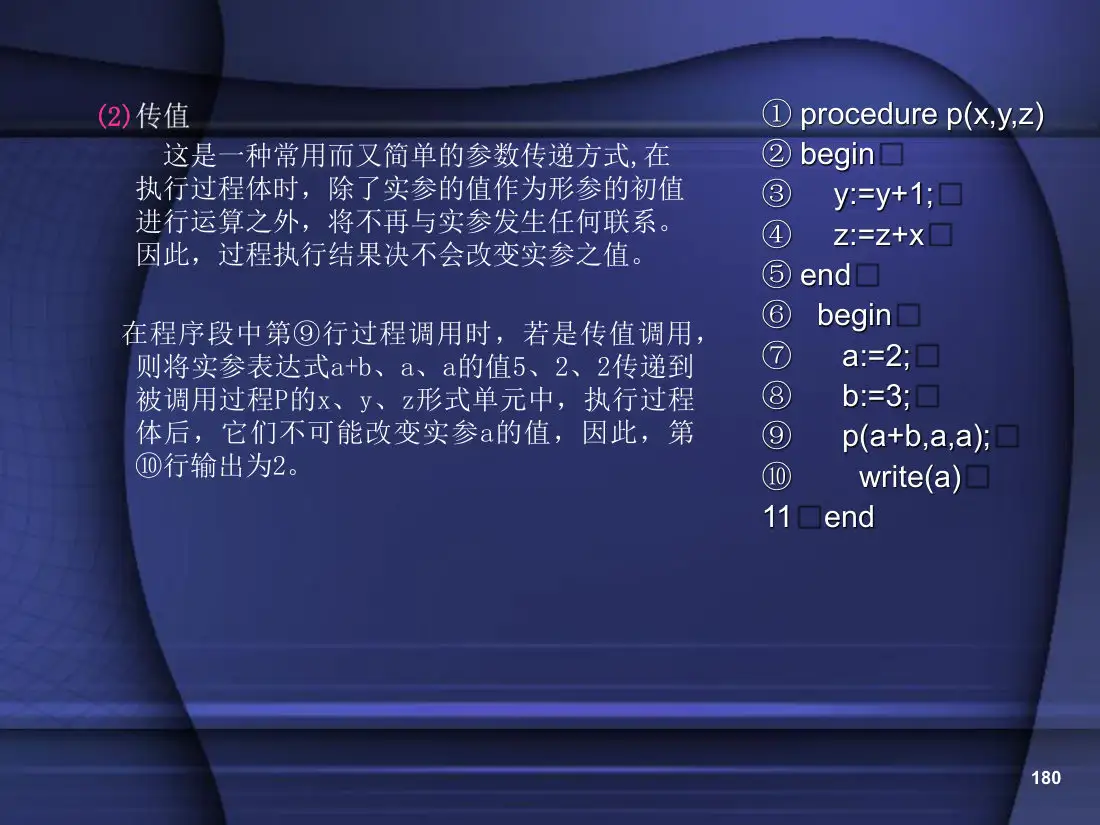 (2)传值
这是一种常用而又简单的参数传递方式,在
执行过程体时，除了实参的值作为形参的初值
进行运算之外，将不再与实参发生任何联系。
因此，过程执行结果决不会改变实参之值。
在程序段中第⑨行过程调用时，若是传值调用，
则将实参表达式a+b、a、a的值5、2、2传递到
被调用过程P的x、y、z形式单元中，执行过程
体后，它们不可能改变实参a的值，因此，第
⑩行输出为2。
① procedure p(x,y,z)
② begin□
③ y:=y+1;□
④ z:=z+x□
⑤ end□
⑥ begin□
⑦ a:=2;□
⑧ b:=3;□
⑨ p(a+b,a,a);□
⑩ write(a)□
11□end
180